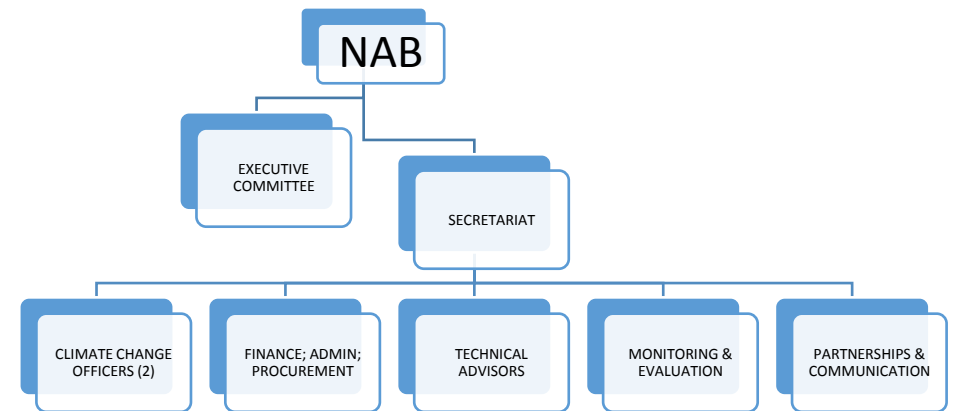 NAB
EXECUTIVE
COMMITTEE
SECRETARIAT
CLIMATE CHANGE
OFFICERS (2)
FINANCE; ADMIN;
PROCUREMENT
TECHNICAL
ADVISORS
MONITORING &
EVALUATION
PARTNERSHIPS &
COMMUNICATION